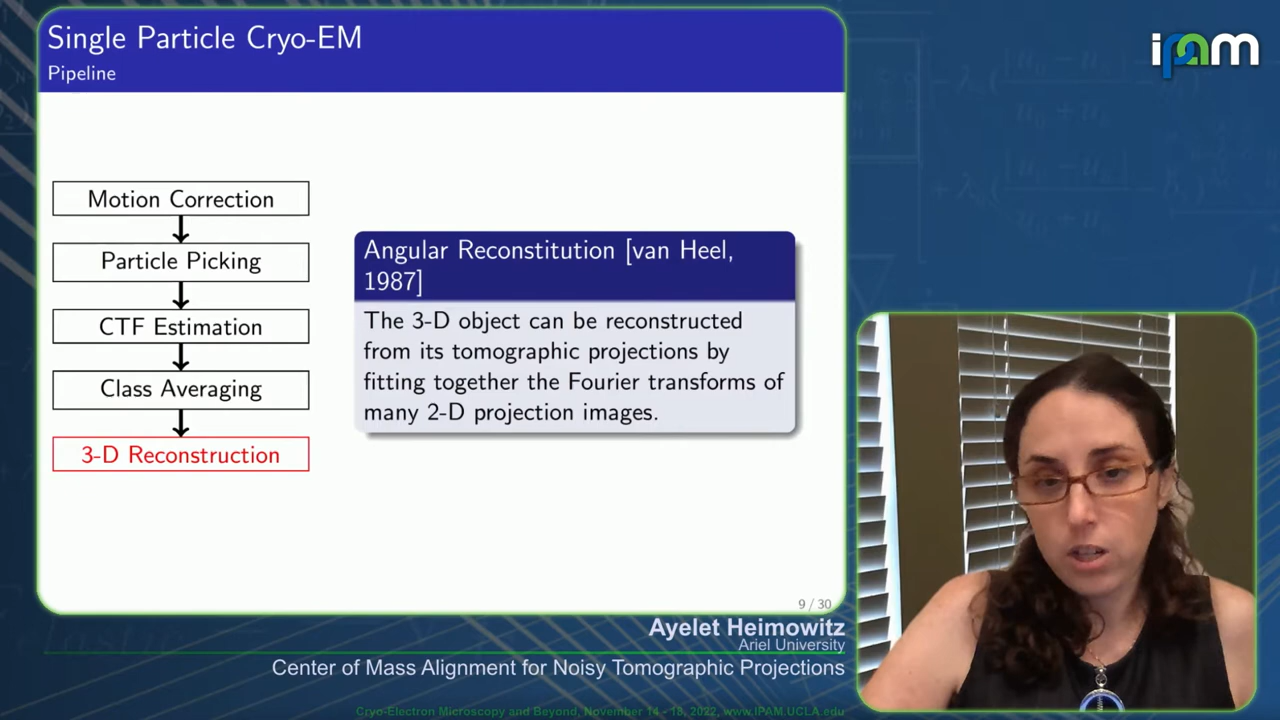 Single Particle Cryo-EM
Pipeline
ipam
Motion Correction
Particle Picking
CTF Estimation
Class Averaging
3-D Reconstruction
Angular Reconstitution [van Heel,
1987]
The 3-D object can be reconstructed
from its tomographic projections by
fitting together the Fourier transforms of
many 2-D projection images.
9 / 30
Ayelet Heimowitz
Ariel University
Center of Mass Alignment for Noisy Tomographic Projections
Cryo-Electron Microscopy and Beyond, November 14 - 18, 2022, www.IPAM.UCLA.edu